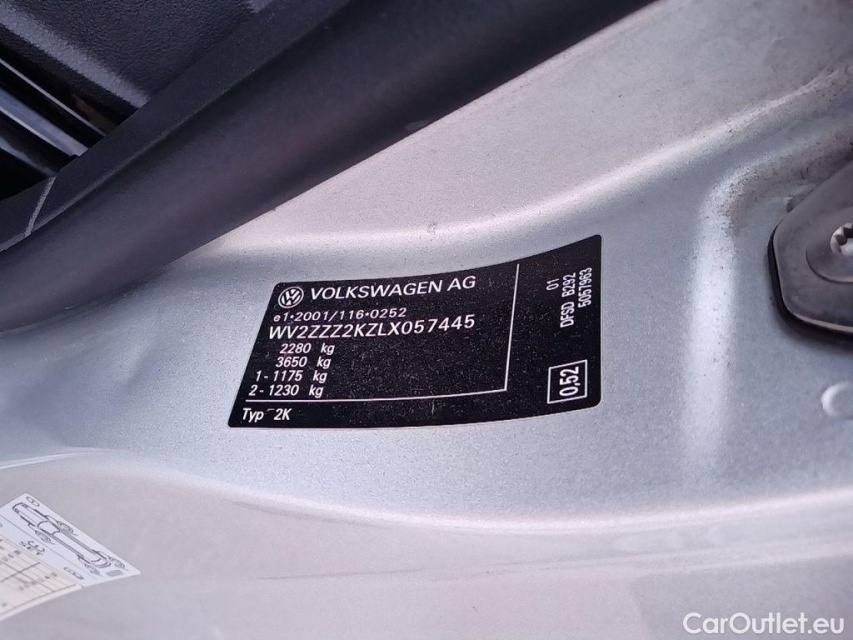 VOLKSWAGEN AG
e1*2001/116*0252
WV2ZZZ2KZLX057445
2280 kg
3650 kg
1 - 1175 kg
2 - 1230 kg
Typ 2K
01
DFSD B292
5057963
0,52
CarOutlet.eu